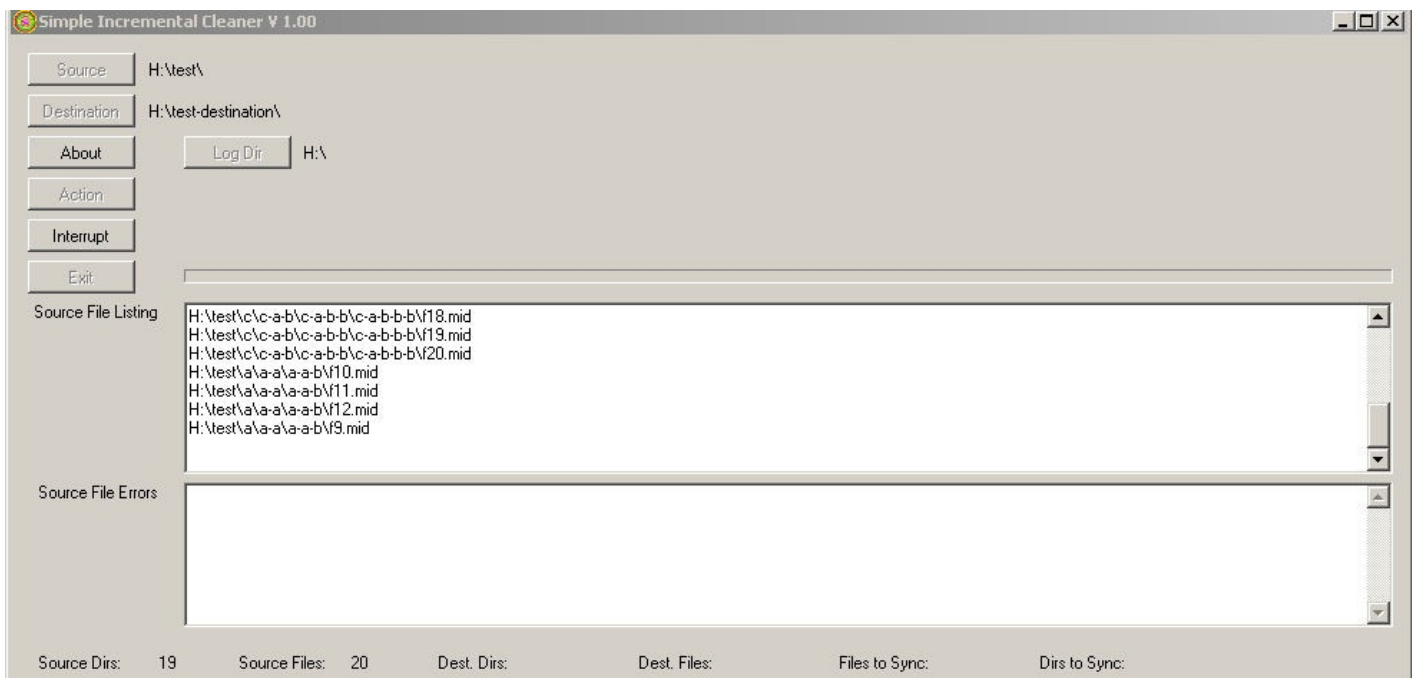 Simple Incremental Cleaner V 1.00
Source H:\test\
Destination H:\test-destination\
About Log Dir H:\
Action
Interrupt
Exit
Source File Listing
H:\test\c\c-a-b\c-a-b-b\c-a-b-b-b\f18.mid
H:\test\c\c-a-b\c-a-b-b\c-a-b-b-b\f19.mid
H:\test\c\c-a-b\c-a-b-b\c-a-b-b-b\f20.mid
H:\test\a\a-a\a-a-b\f10.mid
H:\test\a\a-a\a-a-b\f11.mid
H:\test\a\a-a\a-a-b\f12.mid
H:\test\a\a-a\a-a-b\f9.mid
Source File Errors
Source Dirs: 19 Source Files: 20 Dest. Dirs: Dest. Files: Files to Sync: Dirs to Sync: